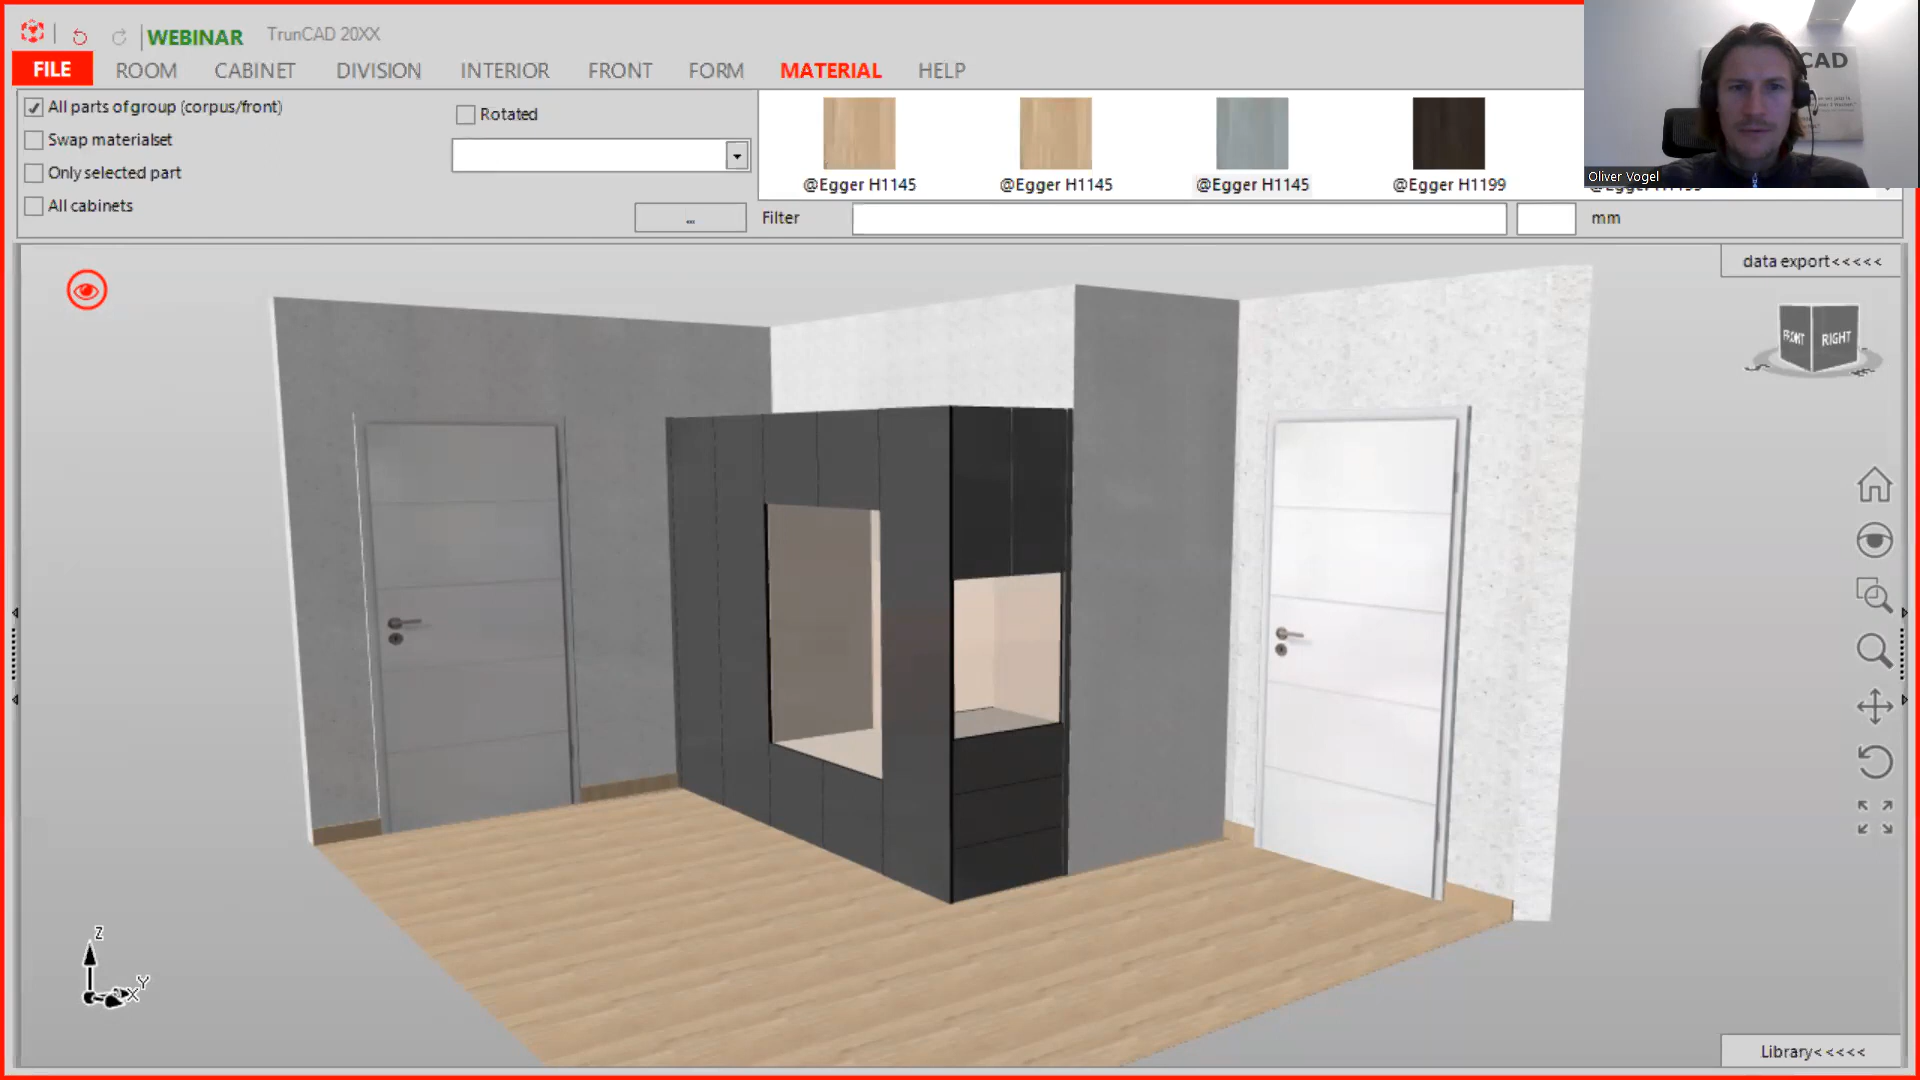 WEBINAR TrunCAD 20XX
FILE ROOM CABINET DIVISION INTERIOR FRONT FORM MATERIAL HELP
All parts of group (corpus/front)
Swap materialset
Only selected part
All cabinets
Rotated
...
@Egger H1145 @Egger H1145 @Egger H1145 @Egger H1199
Filter
mm
CAD
Oliver Vogel
data export<<<<<
FRONT RIGHT
Z
Y
X
Library<<<<<